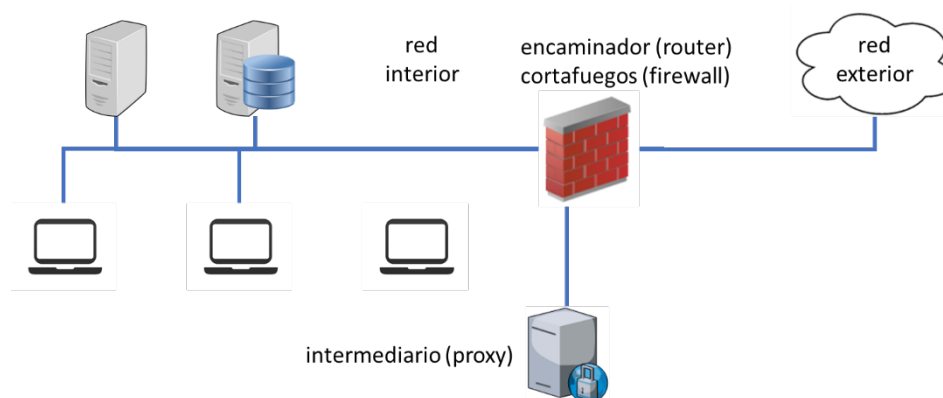 red
interior
encaminador (router)
cortafuegos (firewall)
red
exterior
intermediario (proxy)